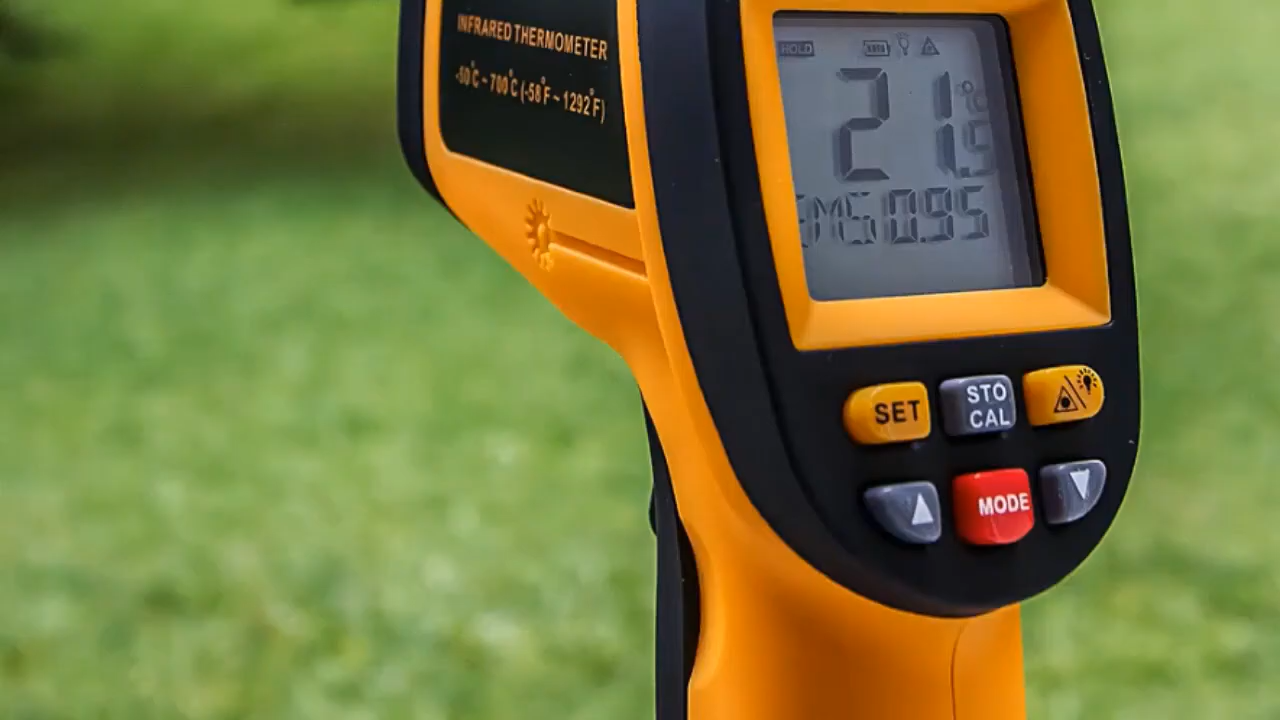 INFRARED THERMOMETER
-50°C ~ 700°C (-58°F ~ 1292°F)
HOLD
21.9°C
EMS 0.95
SET
STO
CAL
MODE